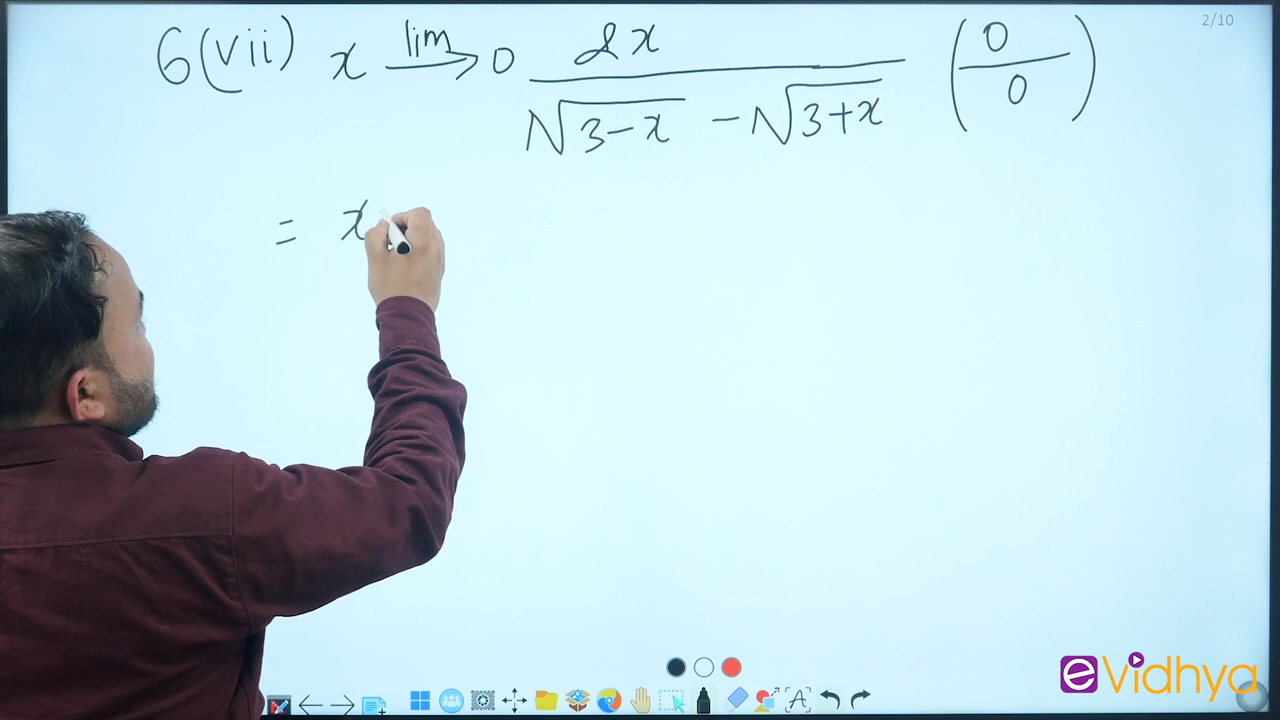 2/10
6(vii) x lim→ 0 2x / (√3-x - √3+x) (0/0)
= x
eVidhya